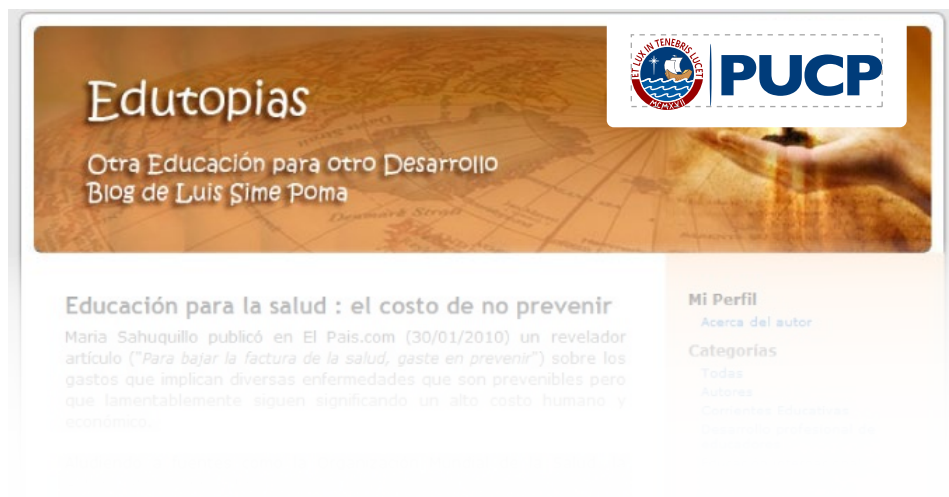 Edutopias
Otra Educación para otro Desarrollo
Blog de Luis Sime Poma
ET LUX IN TENEBRIS LUCET
MCMXVII
PUCP
Denmark Strait
Educación para la salud : el costo de no prevenir
Maria Sahuquillo publicó en El Pais.com (30/01/2010) un revelador
artículo ("Para bajar la factura de la salud, gaste en prevenir") sobre los
gastos que implican diversas enfermedades que son prevenibles pero
que lamentablemente siguen significando un alto costo humano y
económico.
Mi Perfil
Acerca del autor
Categorías
Todas
Autores